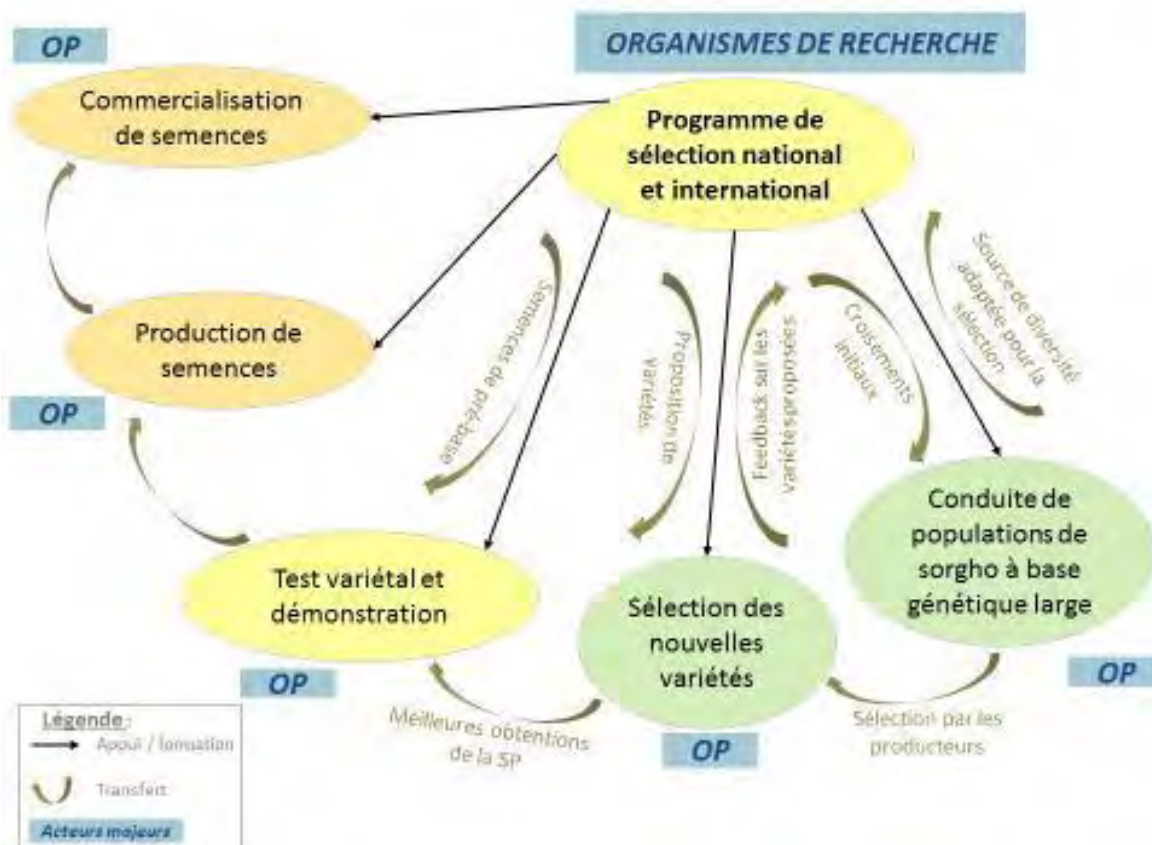 OP
ORGANISMES DE RECHERCHE
Commercialisation
de semences
Programme de
sélection national
et international
Production de
semences
OP
Semences de pré-base
Proposition de
variétés
Feedback sur les
variétés proposées
Croisements
initiaux
Source de diversité
adaptée pour la
sélection
Test variétal et
démonstration
OP
Sélection des
nouvelles
variétés
OP
Conduite de
populations de
sorgho à base
génétique large
OP
Meilleures obtentions
de la SP
Sélection par les
producteurs
Légende :
Appui / formation
Transfert
Acteurs majeurs